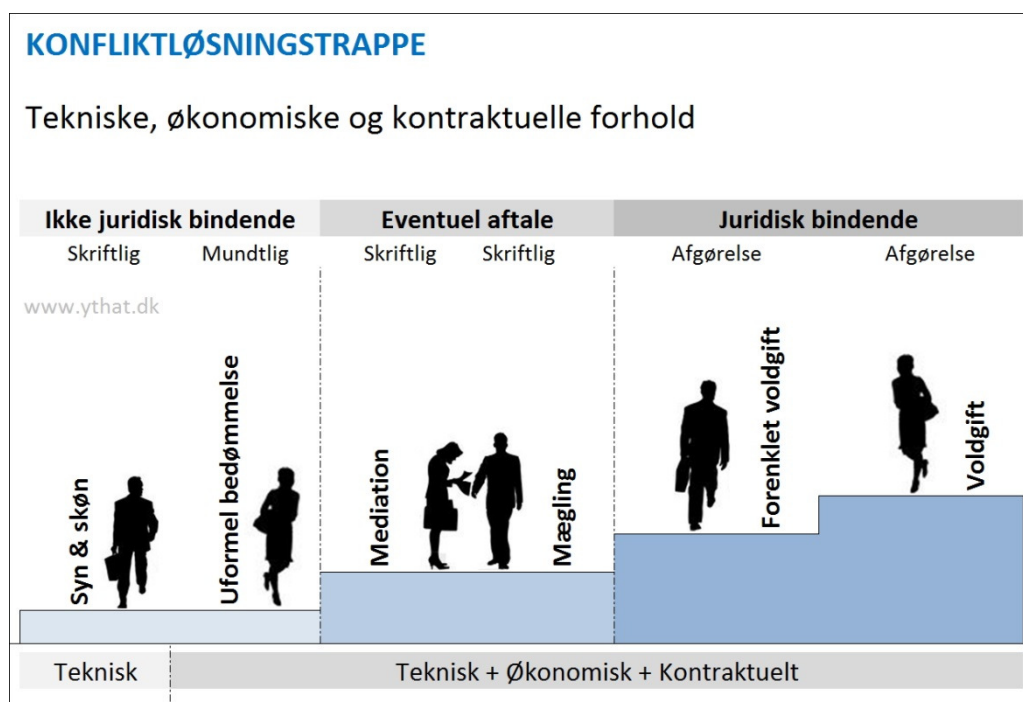 KONFLIKTLØSNINGSTRAPPE
Tekniske, økonomiske og kontraktuelle forhold
Ikke juridisk bindende
Eventuel aftale
Juridisk bindende
Skriftlig
Mundtlig
Skriftlig
Skriftlig
Afgørelse
Afgørelse
www.ythat.dk
Syn & skøn
Uformel bedømmelse
Mediation
Mægling
Forenklet voldgift
Voldgift
Teknisk
Teknisk + Økonomisk + Kontraktuelt